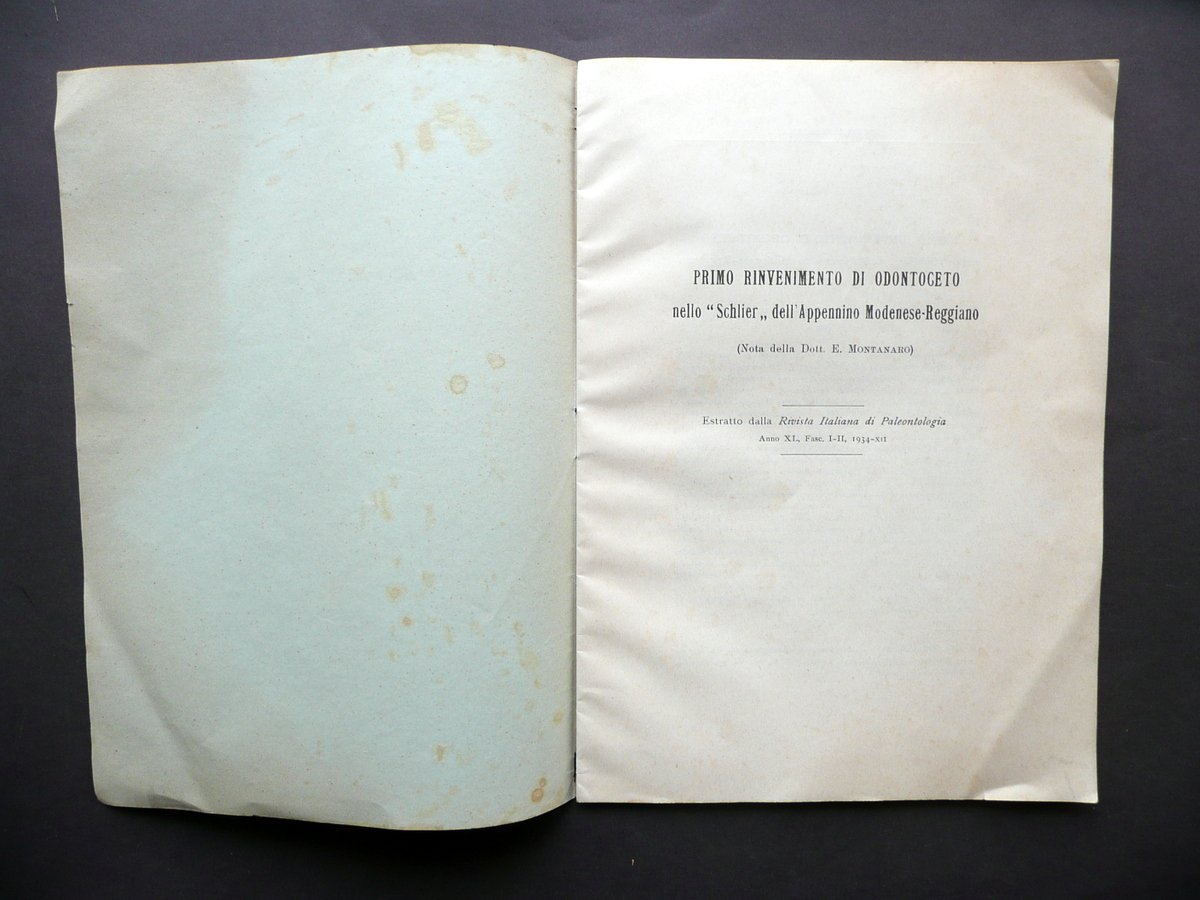 PRIMO RINVENIMENTO DI ODONTOCETO
nello “Schlier„ dell'Appennino Modenese-Reggiano
(Nota della Dott. E. MONTANARO)
Estratto dalla Rivista Italiana di Paleontologia
Anno XL, Fasc. I-II, 1934-XII